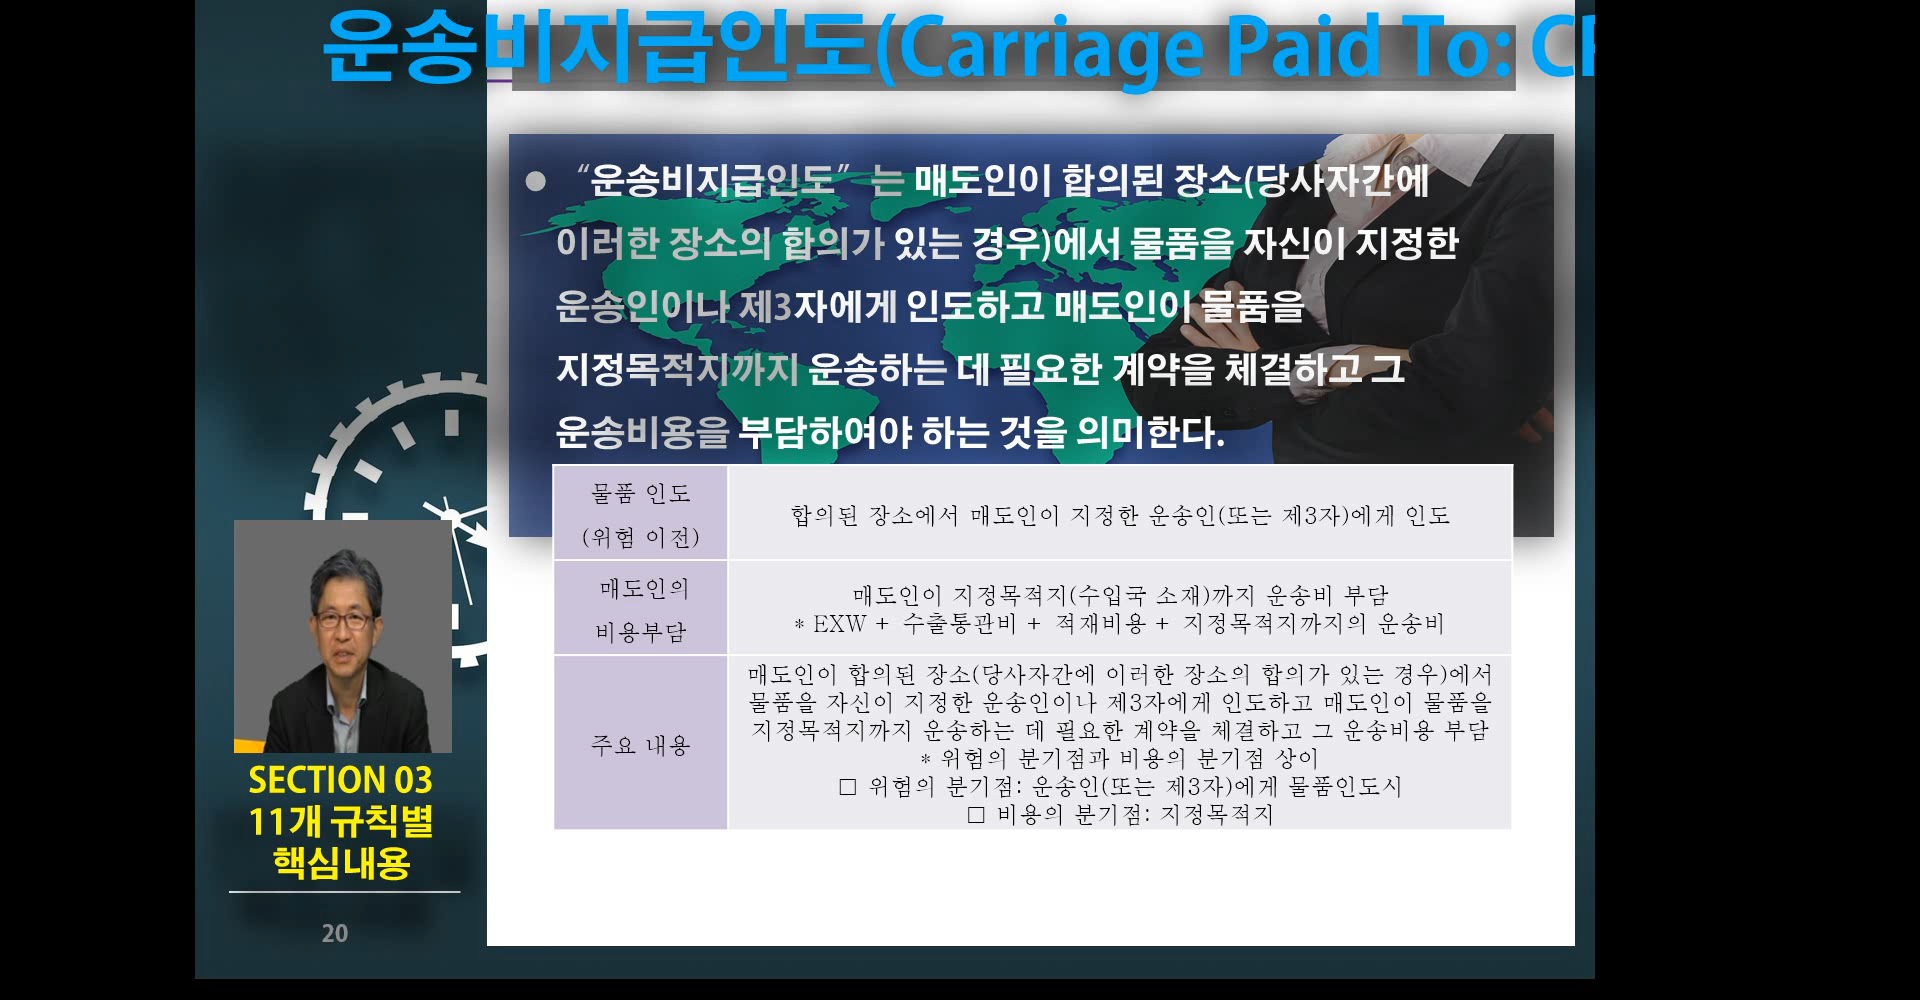 운송비지급인도(Carriage Paid To: CP
● “운송비지급인도”는 매도인이 합의된 장소(당사자간에
이러한 장소의 합의가 있는 경우)에서 물품을 자신이 지정한
운송인이나 제3자에게 인도하고 매도인이 물품을
지정목적지까지 운송하는 데 필요한 계약을 체결하고 그
운송비용을 부담하여야 하는 것을 의미한다.
물품 인도
(위험 이전)
합의된 장소에서 매도인이 지정한 운송인(또는 제3자)에게 인도
매도인의
비용부담
매도인이 지정목적지(수입국 소재)까지 운송비 부담
* EXW + 수출통관비 + 적재비용 + 지정목적지까지의 운송비
주요 내용
매도인이 합의된 장소(당사자간에 이러한 장소의 합의가 있는 경우)에서
물품을 자신이 지정한 운송인이나 제3자에게 인도하고 매도인이 물품을
지정목적지까지 운송하는 데 필요한 계약을 체결하고 그 운송비용 부담
* 위험의 분기점과 비용의 분기점 상이
□ 위험의 분기점: 운송인(또는 제3자)에게 물품인도시
□ 비용의 분기점: 지정목적지
SECTION 03
11개 규칙별
핵심내용
20